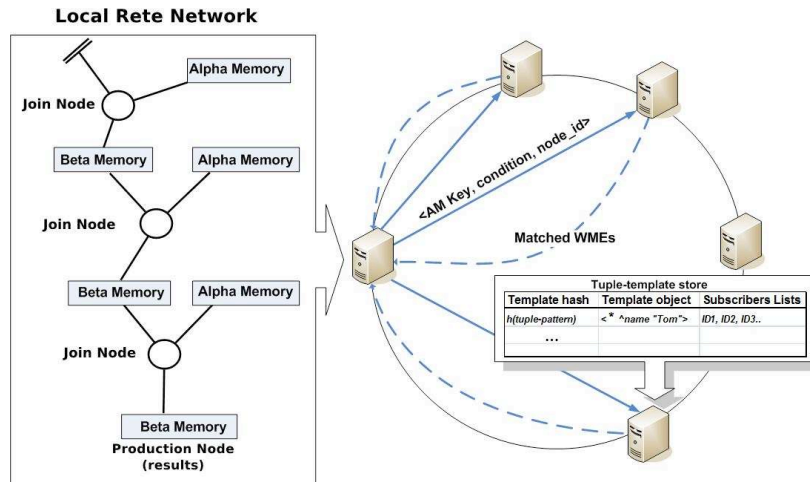 Local Rete Network
Alpha Memory
Join Node
Beta Memory
Alpha Memory
Join Node
Beta Memory
Alpha Memory
Join Node
Beta Memory
Production Node
(results)
<AM Key, condition, node_id>
Matched WMEs
Tuple-template store
Template hash Template object Subscribers Lists
h(tuple-pattern) <* ^name "Tom"> ID1, ID2, ID3..
...